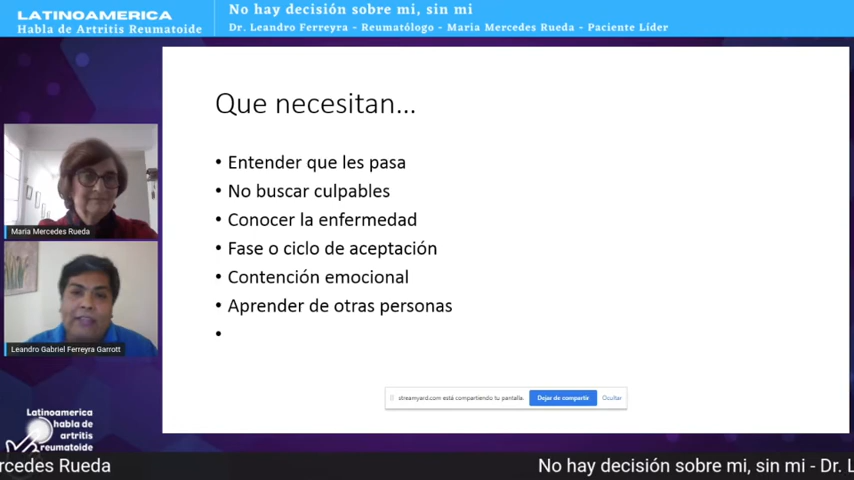 LATINOAMERICA
Habla de Artritis Reumatoide
No hay decisión sobre mi, sin mi
Dr. Leandro Ferreyra - Reumatólogo - Maria Mercedes Rueda - Paciente Líder
Que necesitan...
• Entender que les pasa
• No buscar culpables
• Conocer la enfermedad
• Fase o ciclo de aceptación
• Contención emocional
• Aprender de otras personas
•
Maria Mercedes Rueda
Leandro Gabriel Ferreyra Garrott
streamyard.com está compartiendo tu pantalla.
Dejar de compartir
Ocultar
Latinoamerica
habla de
artritis
reumatoide
rcedes Rueda
No hay decisión sobre mi, sin mi - Dr. L